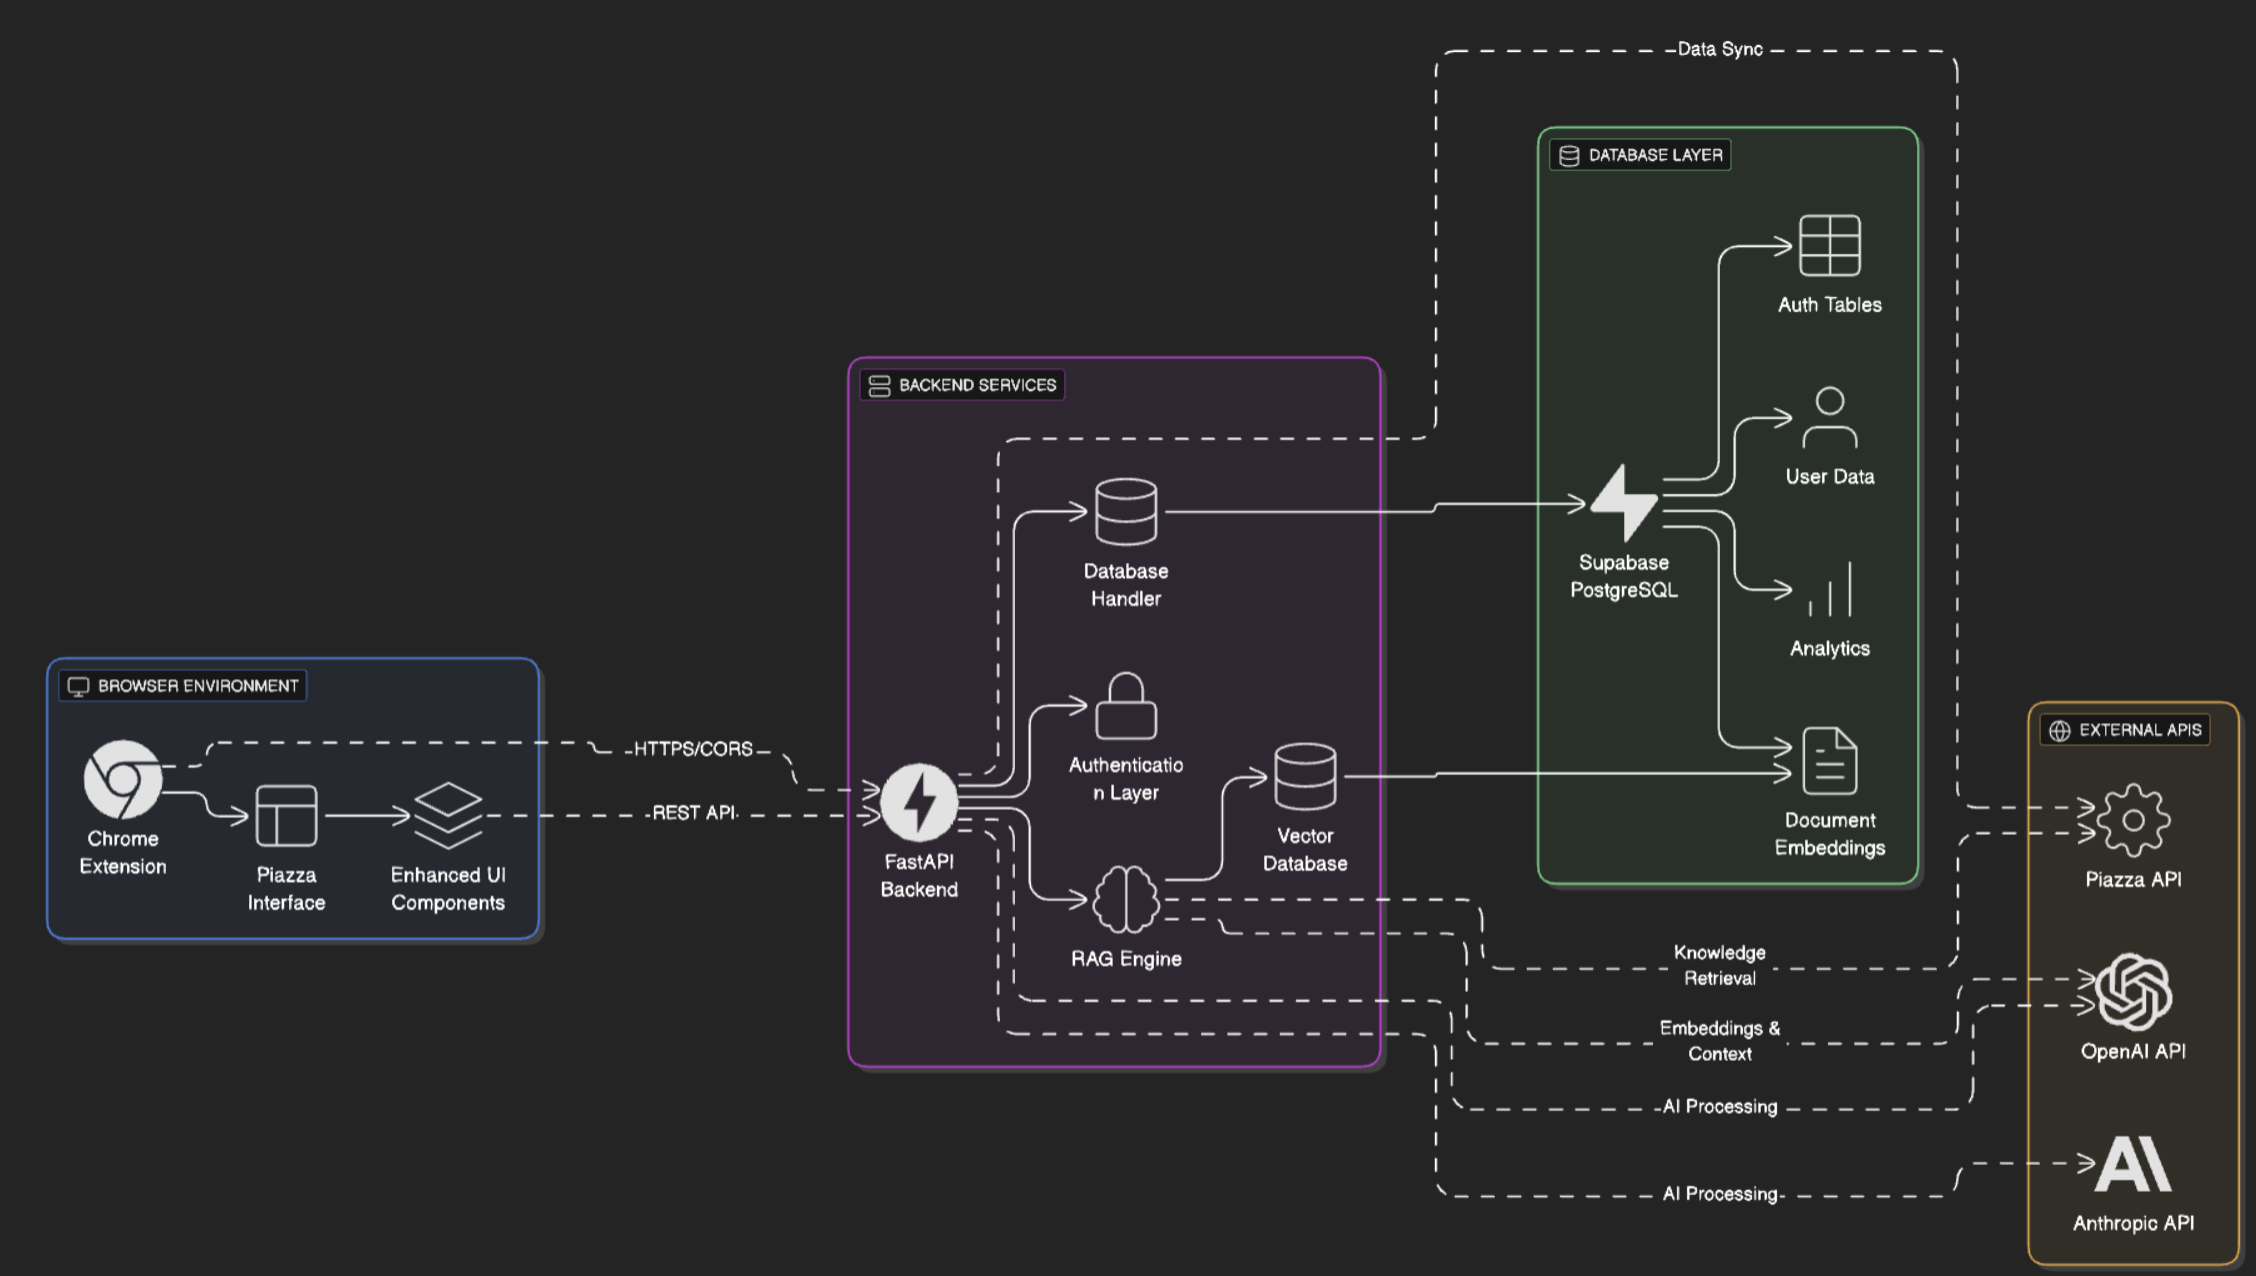 Data Sync
DATABASE LAYER
Auth Tables
User Data
Supabase
PostgreSQL
Analytics
Document
Embeddings
BACKEND SERVICES
Database
Handler
Authenticatio
n Layer
Vector
Database
FastAPI
Backend
RAG Engine
BROWSER ENVIRONMENT
Chrome
Extension
Piazza
Interface
Enhanced UI
Components
HTTPS/CORS
REST API
Knowledge
Retrieval
Embeddings &
Context
AI Processing
AI Processing
EXTERNAL APIS
Piazza API
OpenAI API
Anthropic API